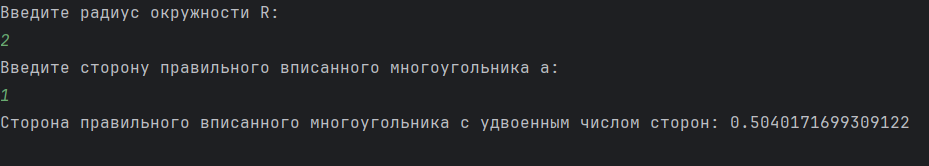 Введите радиус окружности R:
2
Введите сторону правильного вписанного многоугольника a:
1
Сторона правильного вписанного многоугольника с удвоенным числом сторон: 0.5040171699309122